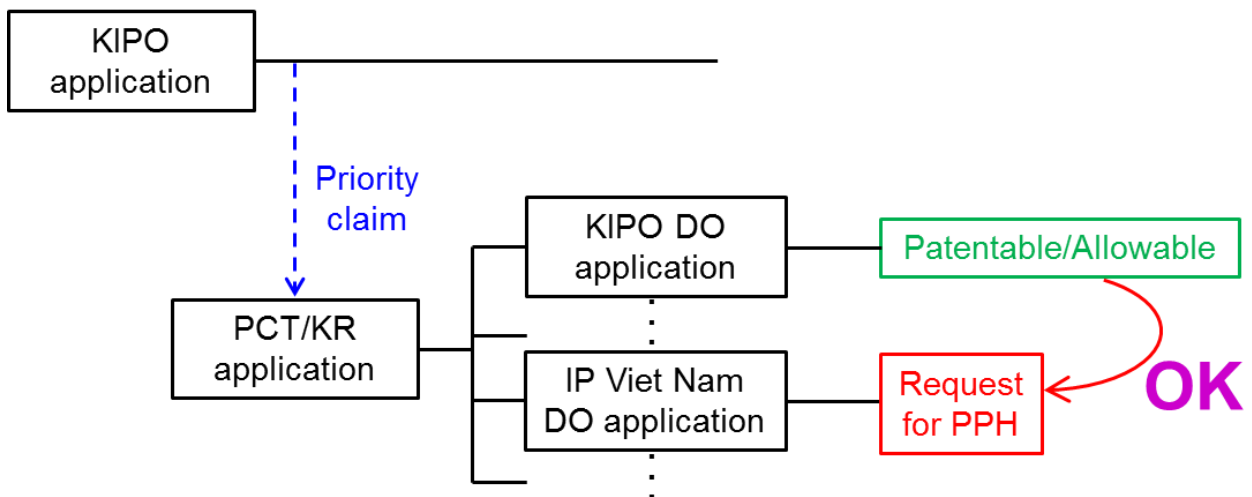 KIPO
application
Priority
claim
PCT/KR
application
KIPO DO
application
Patentable/Allowable
IP Viet Nam
DO application
Request
for PPH
OK